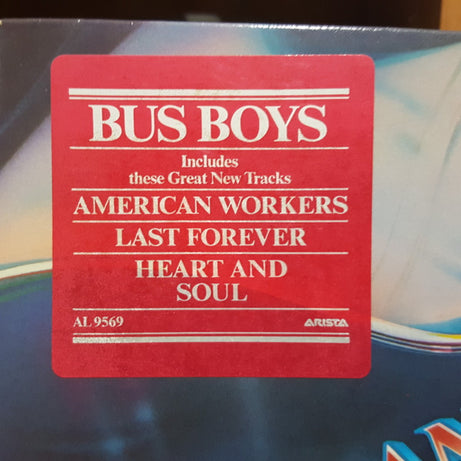 BUS BOYS
Includes
these Great New Tracks
AMERICAN WORKERS
LAST FOREVER
HEART AND
SOUL
AL 9569 ARISTA